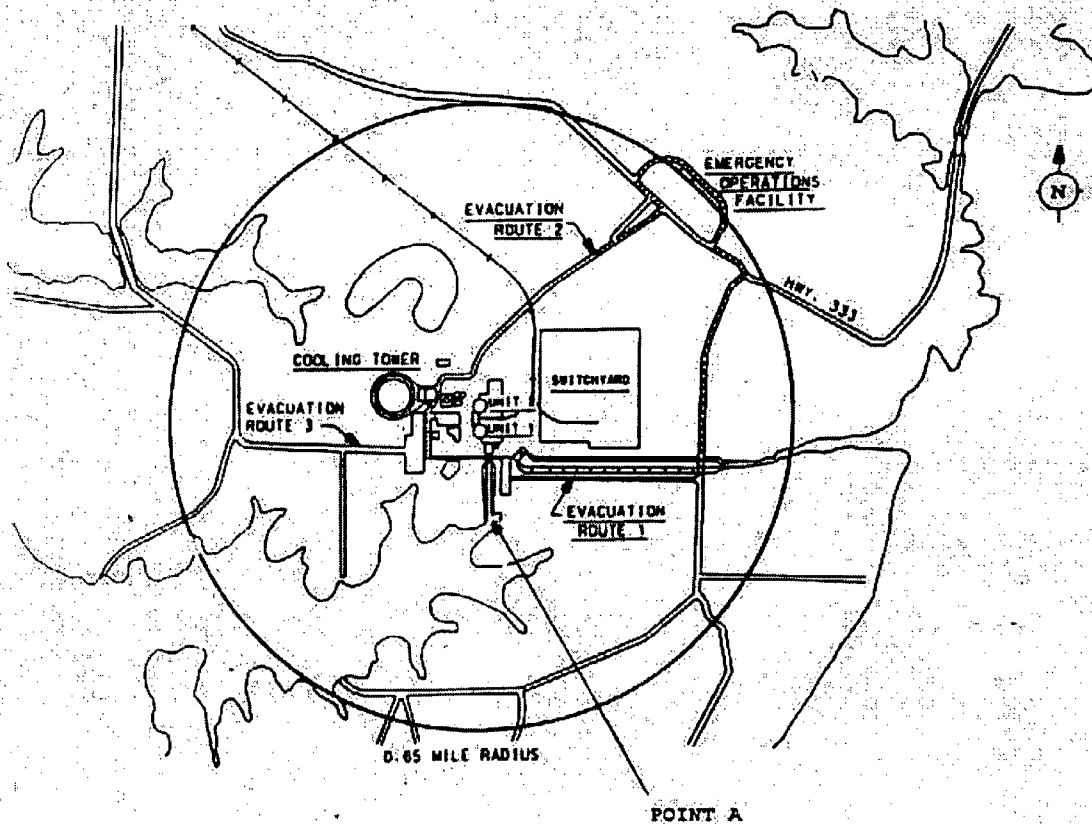 EMERGENCY
OPERATIONS
FACILITY
N
EVACUATION
ROUTE 2
HWY. 333
COOLING TOWER
SWITCHYARD
UNIT 2
UNIT 1
EVACUATION
ROUTE 3
EVACUATION
ROUTE 1
0.65 MILE RADIUS
POINT A